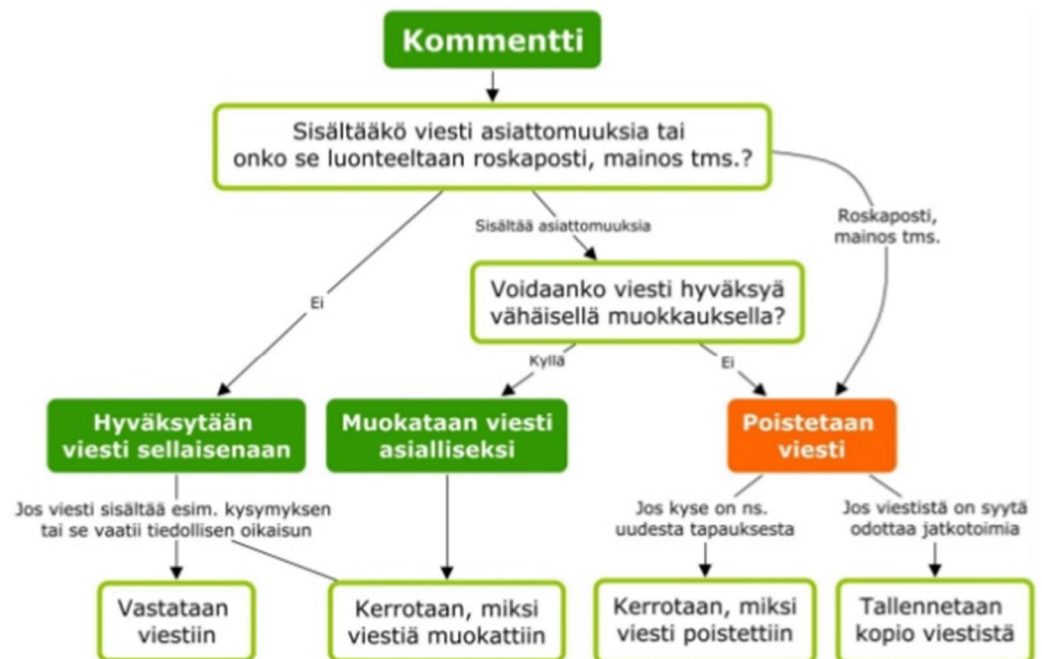 Kommentti
Sisältääkö viesti asiattomuuksia tai
onko se luonteeltaan roskaposti, mainos tms.?
Sisältää asiattomuuksia
Roskaposti,
mainos tms.
Voidaanko viesti hyväksyä
vähäisellä muokkauksella?
Ei
Kyllä
Ei
Hyväksytään
viesti sellaisenaan
Muokataan viesti
asialliseksi
Poistetaan
viesti
Jos viesti sisältää esim. kysymyksen
tai se vaatii tiedollisen oikaisun
Jos kyse on ns.
uudesta tapauksesta
Jos viestistä on syytä
odottaa jatkotoimia
Vastataan
viestiin
Kerrotaan, miksi
viestiä muokattiin
Kerrotaan, miksi
viesti poistettiin
Tallennetaan
kopio viestistä